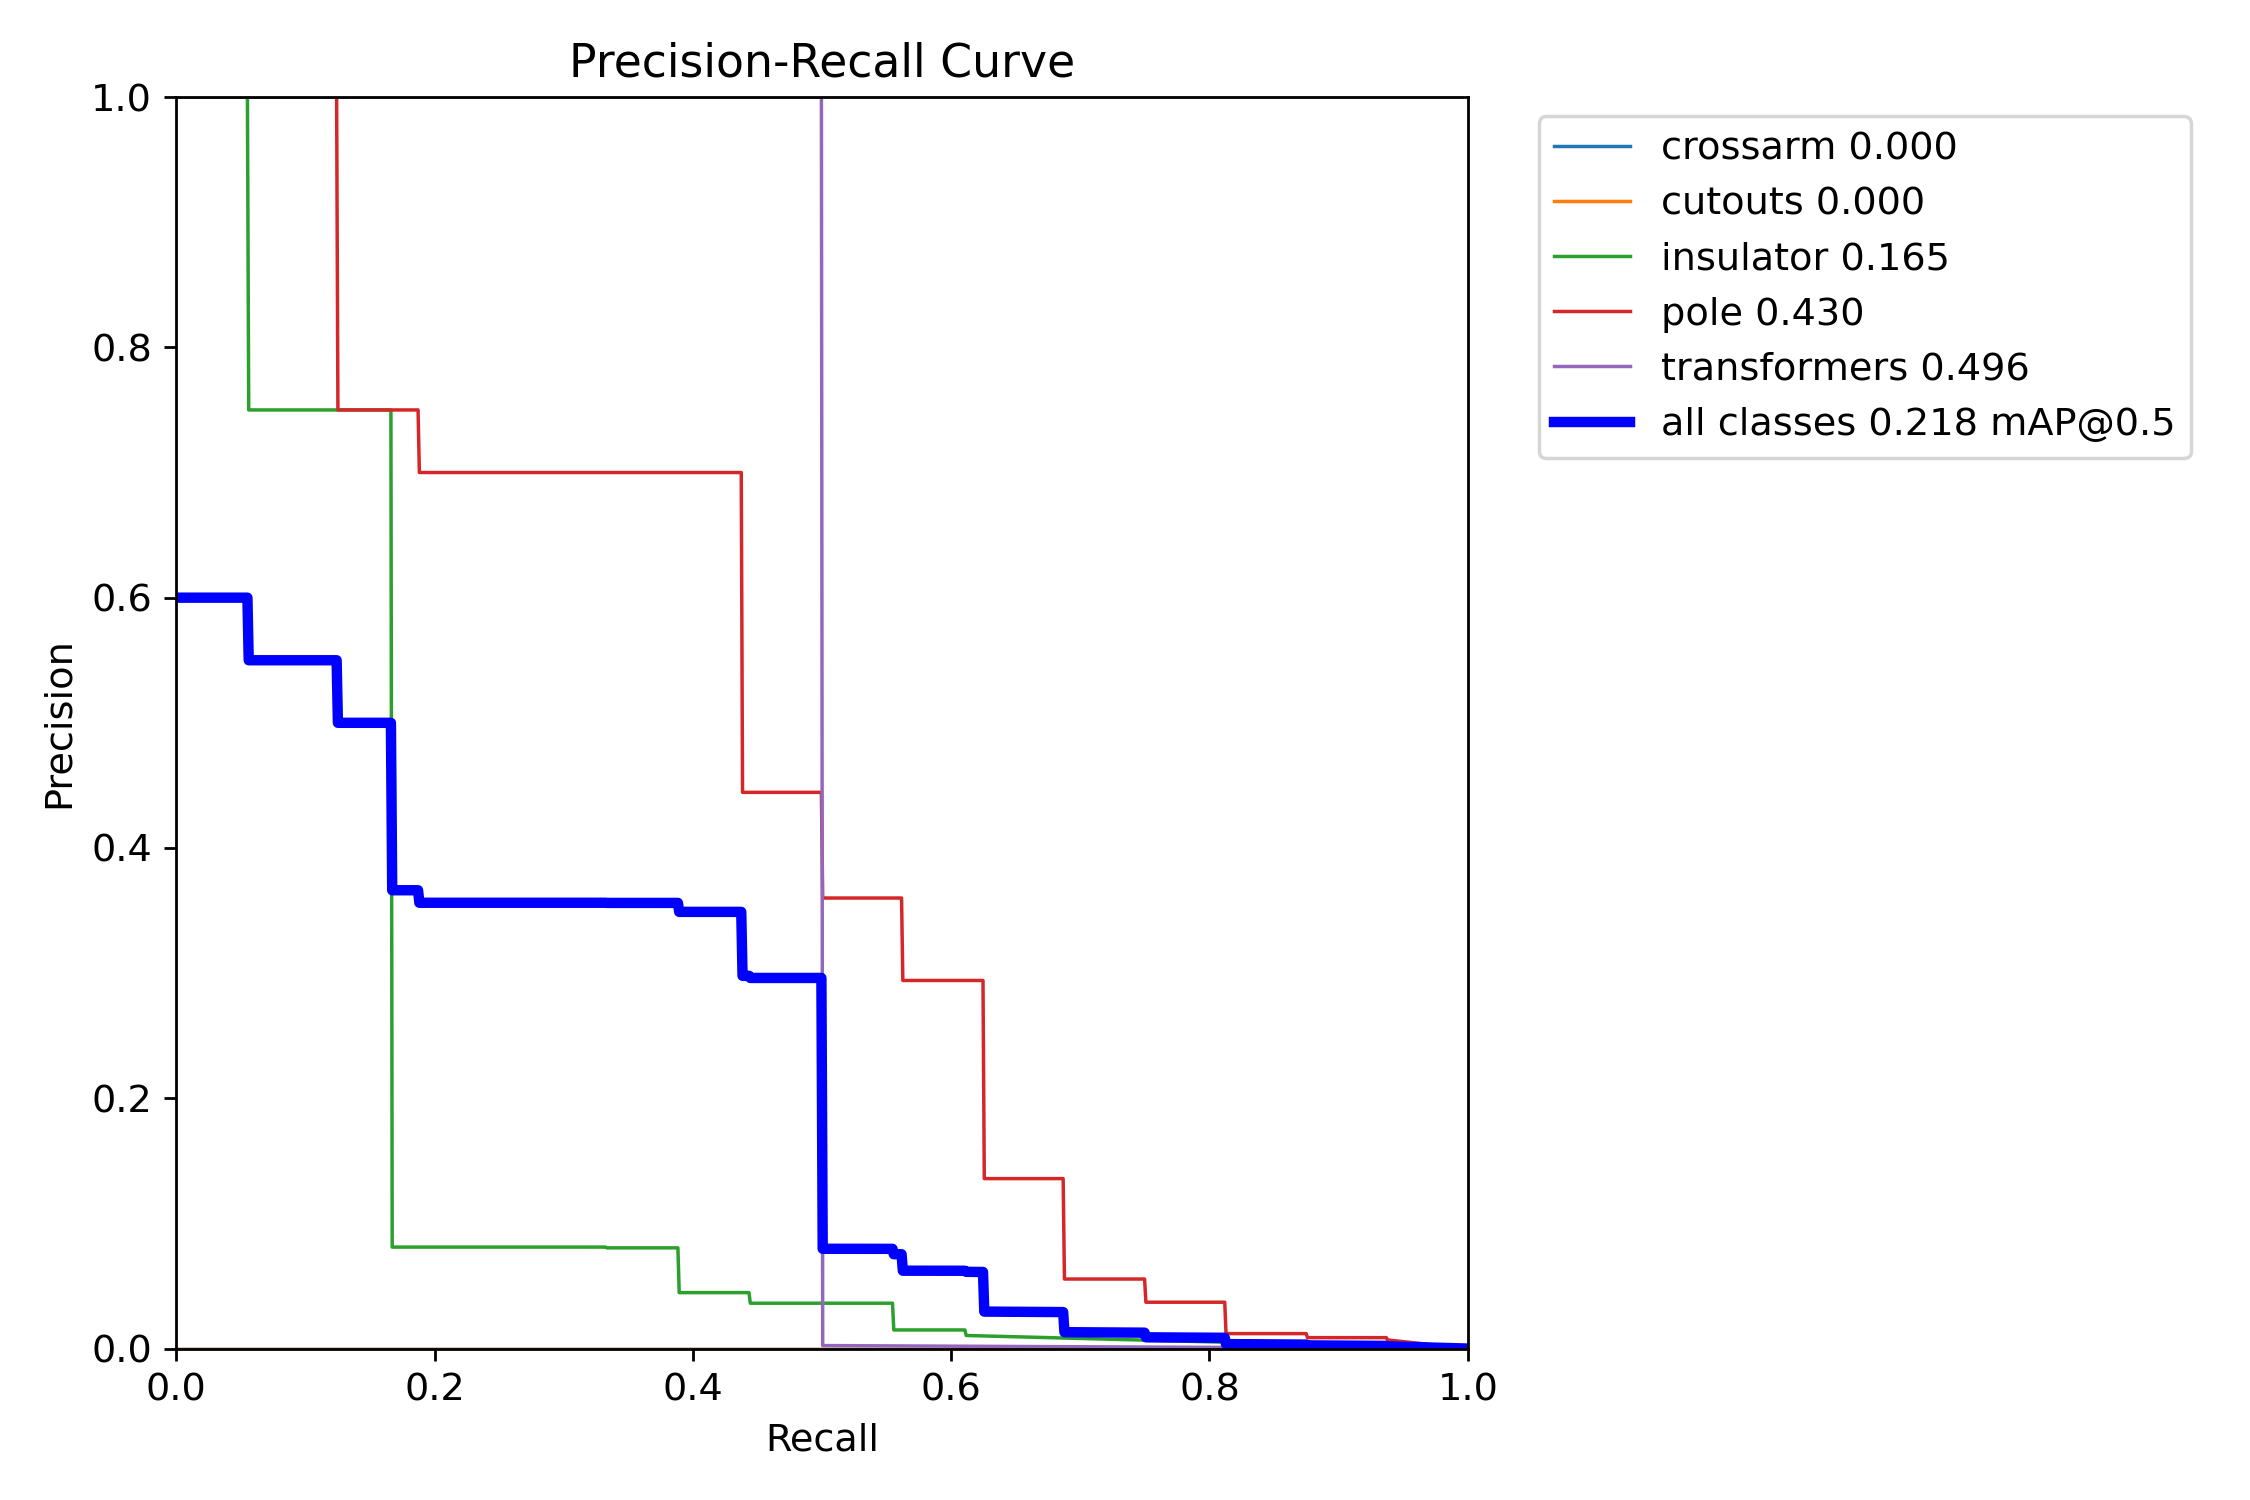 Precision-Recall Curve
1.0
0.8
0.6
0.4
0.2
0.0
Precision
0.0 0.2 0.4 0.6 0.8 1.0
Recall
crossarm 0.000
cutouts 0.000
insulator 0.165
pole 0.430
transformers 0.496
all classes 0.218 mAP@0.5